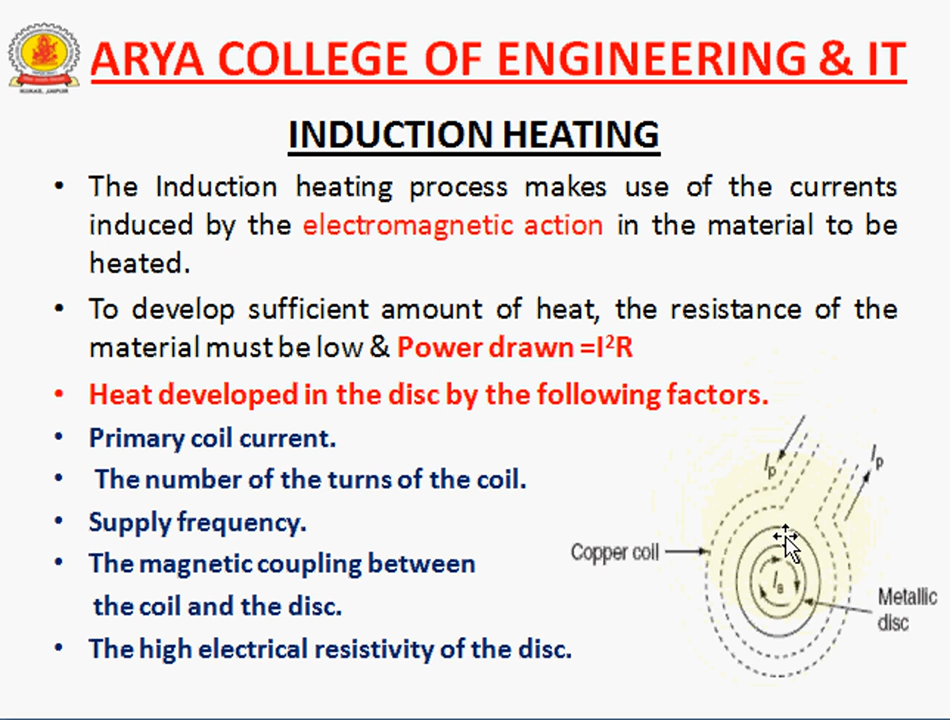 ARYA COLLEGE OF ENGINEERING & IT
INDUCTION HEATING
• The Induction heating process makes use of the currents
induced by the electromagnetic action in the material to be
heated.
• To develop sufficient amount of heat, the resistance of the
material must be low & Power drawn =I²R
• Heat developed in the disc by the following factors.
• Primary coil current.
• The number of the turns of the coil.
• Supply frequency.
• The magnetic coupling between
the coil and the disc.
• The high electrical resistivity of the disc.
Ip
Ip
Copper coil
Metallic
disc